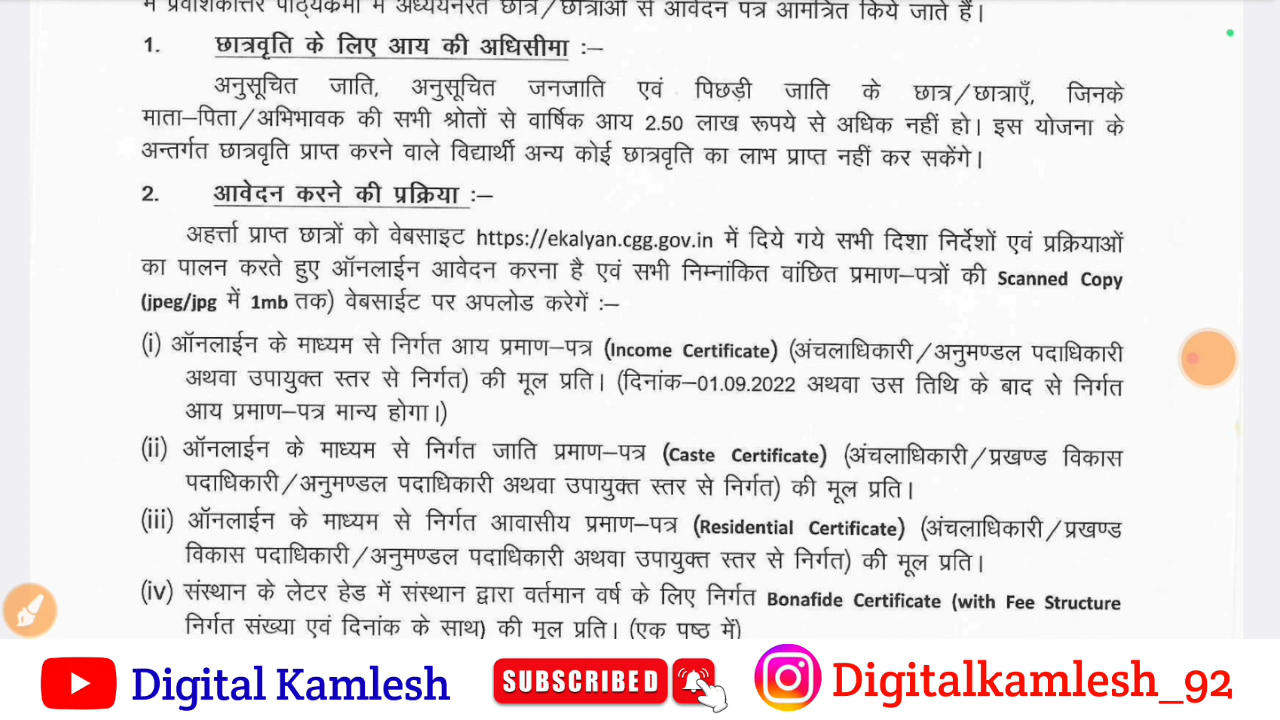 में प्रवेशिकोत्तर पाठ्यक्रमों में अध्ययनरत छात्र/छात्राओं से आवेदन पत्र आमंत्रित किये जाते हैं।
1. छात्रवृति के लिए आय की अधिसीमा :–
अनुसूचित जाति, अनुसूचित जनजाति एवं पिछड़ी जाति के छात्र/छात्राएँ, जिनके
माता–पिता/अभिभावक की सभी श्रोतों से वार्षिक आय 2.50 लाख रूपये से अधिक नहीं हो। इस योजना के
अन्तर्गत छात्रवृति प्राप्त करने वाले विद्यार्थी अन्य कोई छात्रवृति का लाभ प्राप्त नहीं कर सकेंगे।
2. आवेदन करने की प्रक्रिया :–
अहर्त्ता प्राप्त छात्रों को वेबसाइट https://ekalyan.cgg.gov.in में दिये गये सभी दिशा निर्देशों एवं प्रक्रियाओं
का पालन करते हुए ऑनलाईन आवेदन करना है एवं सभी निम्नांकित वांछित प्रमाण–पत्रों की Scanned Copy
(jpeg/jpg में 1mb तक) वेबसाईट पर अपलोड करेगें :–
(i) ऑनलाईन के माध्यम से निर्गत आय प्रमाण–पत्र (Income Certificate) (अंचलाधिकारी/अनुमण्डल पदाधिकारी
अथवा उपायुक्त स्तर से निर्गत) की मूल प्रति। (दिनांक–01.09.2022 अथवा उस तिथि के बाद से निर्गत
आय प्रमाण–पत्र मान्य होगा।)
(ii) ऑनलाईन के माध्यम से निर्गत जाति प्रमाण–पत्र (Caste Certificate) (अंचलाधिकारी/प्रखण्ड विकास
पदाधिकारी/अनुमण्डल पदाधिकारी अथवा उपायुक्त स्तर से निर्गत) की मूल प्रति।
(iii) ऑनलाईन के माध्यम से निर्गत आवासीय प्रमाण–पत्र (Residential Certificate) (अंचलाधिकारी/प्रखण्ड
विकास पदाधिकारी/अनुमण्डल पदाधिकारी अथवा उपायुक्त स्तर से निर्गत) की मूल प्रति।
(iv) संस्थान के लेटर हेड में संस्थान द्वारा वर्तमान वर्ष के लिए निर्गत Bonafide Certificate (with Fee Structure
निर्गत संख्या एवं दिनांक के साथ) की मूल प्रति। (एक पृष्ठ में)
Digital Kamlesh SUBSCRIBED Digitalkamlesh_92